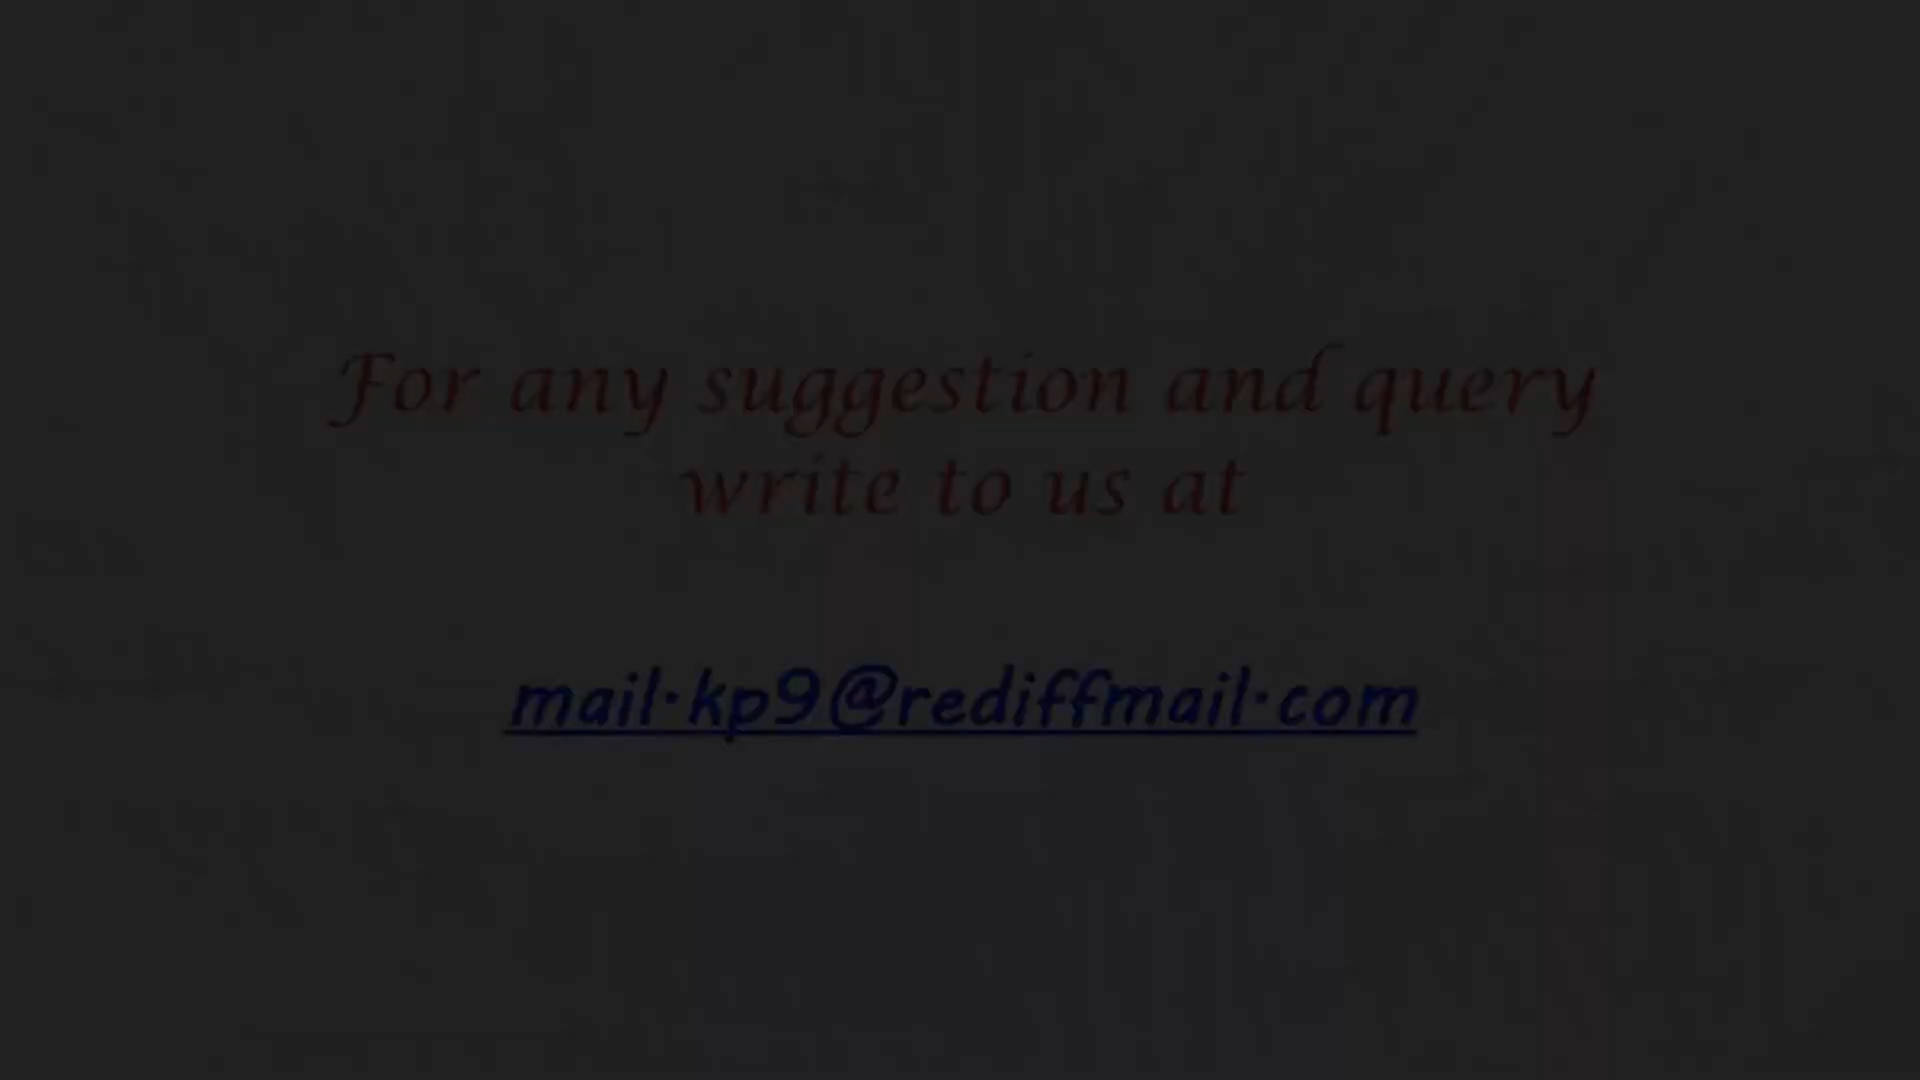 For any suggestion and query
write to us at
mail.kp9@rediffmail.com